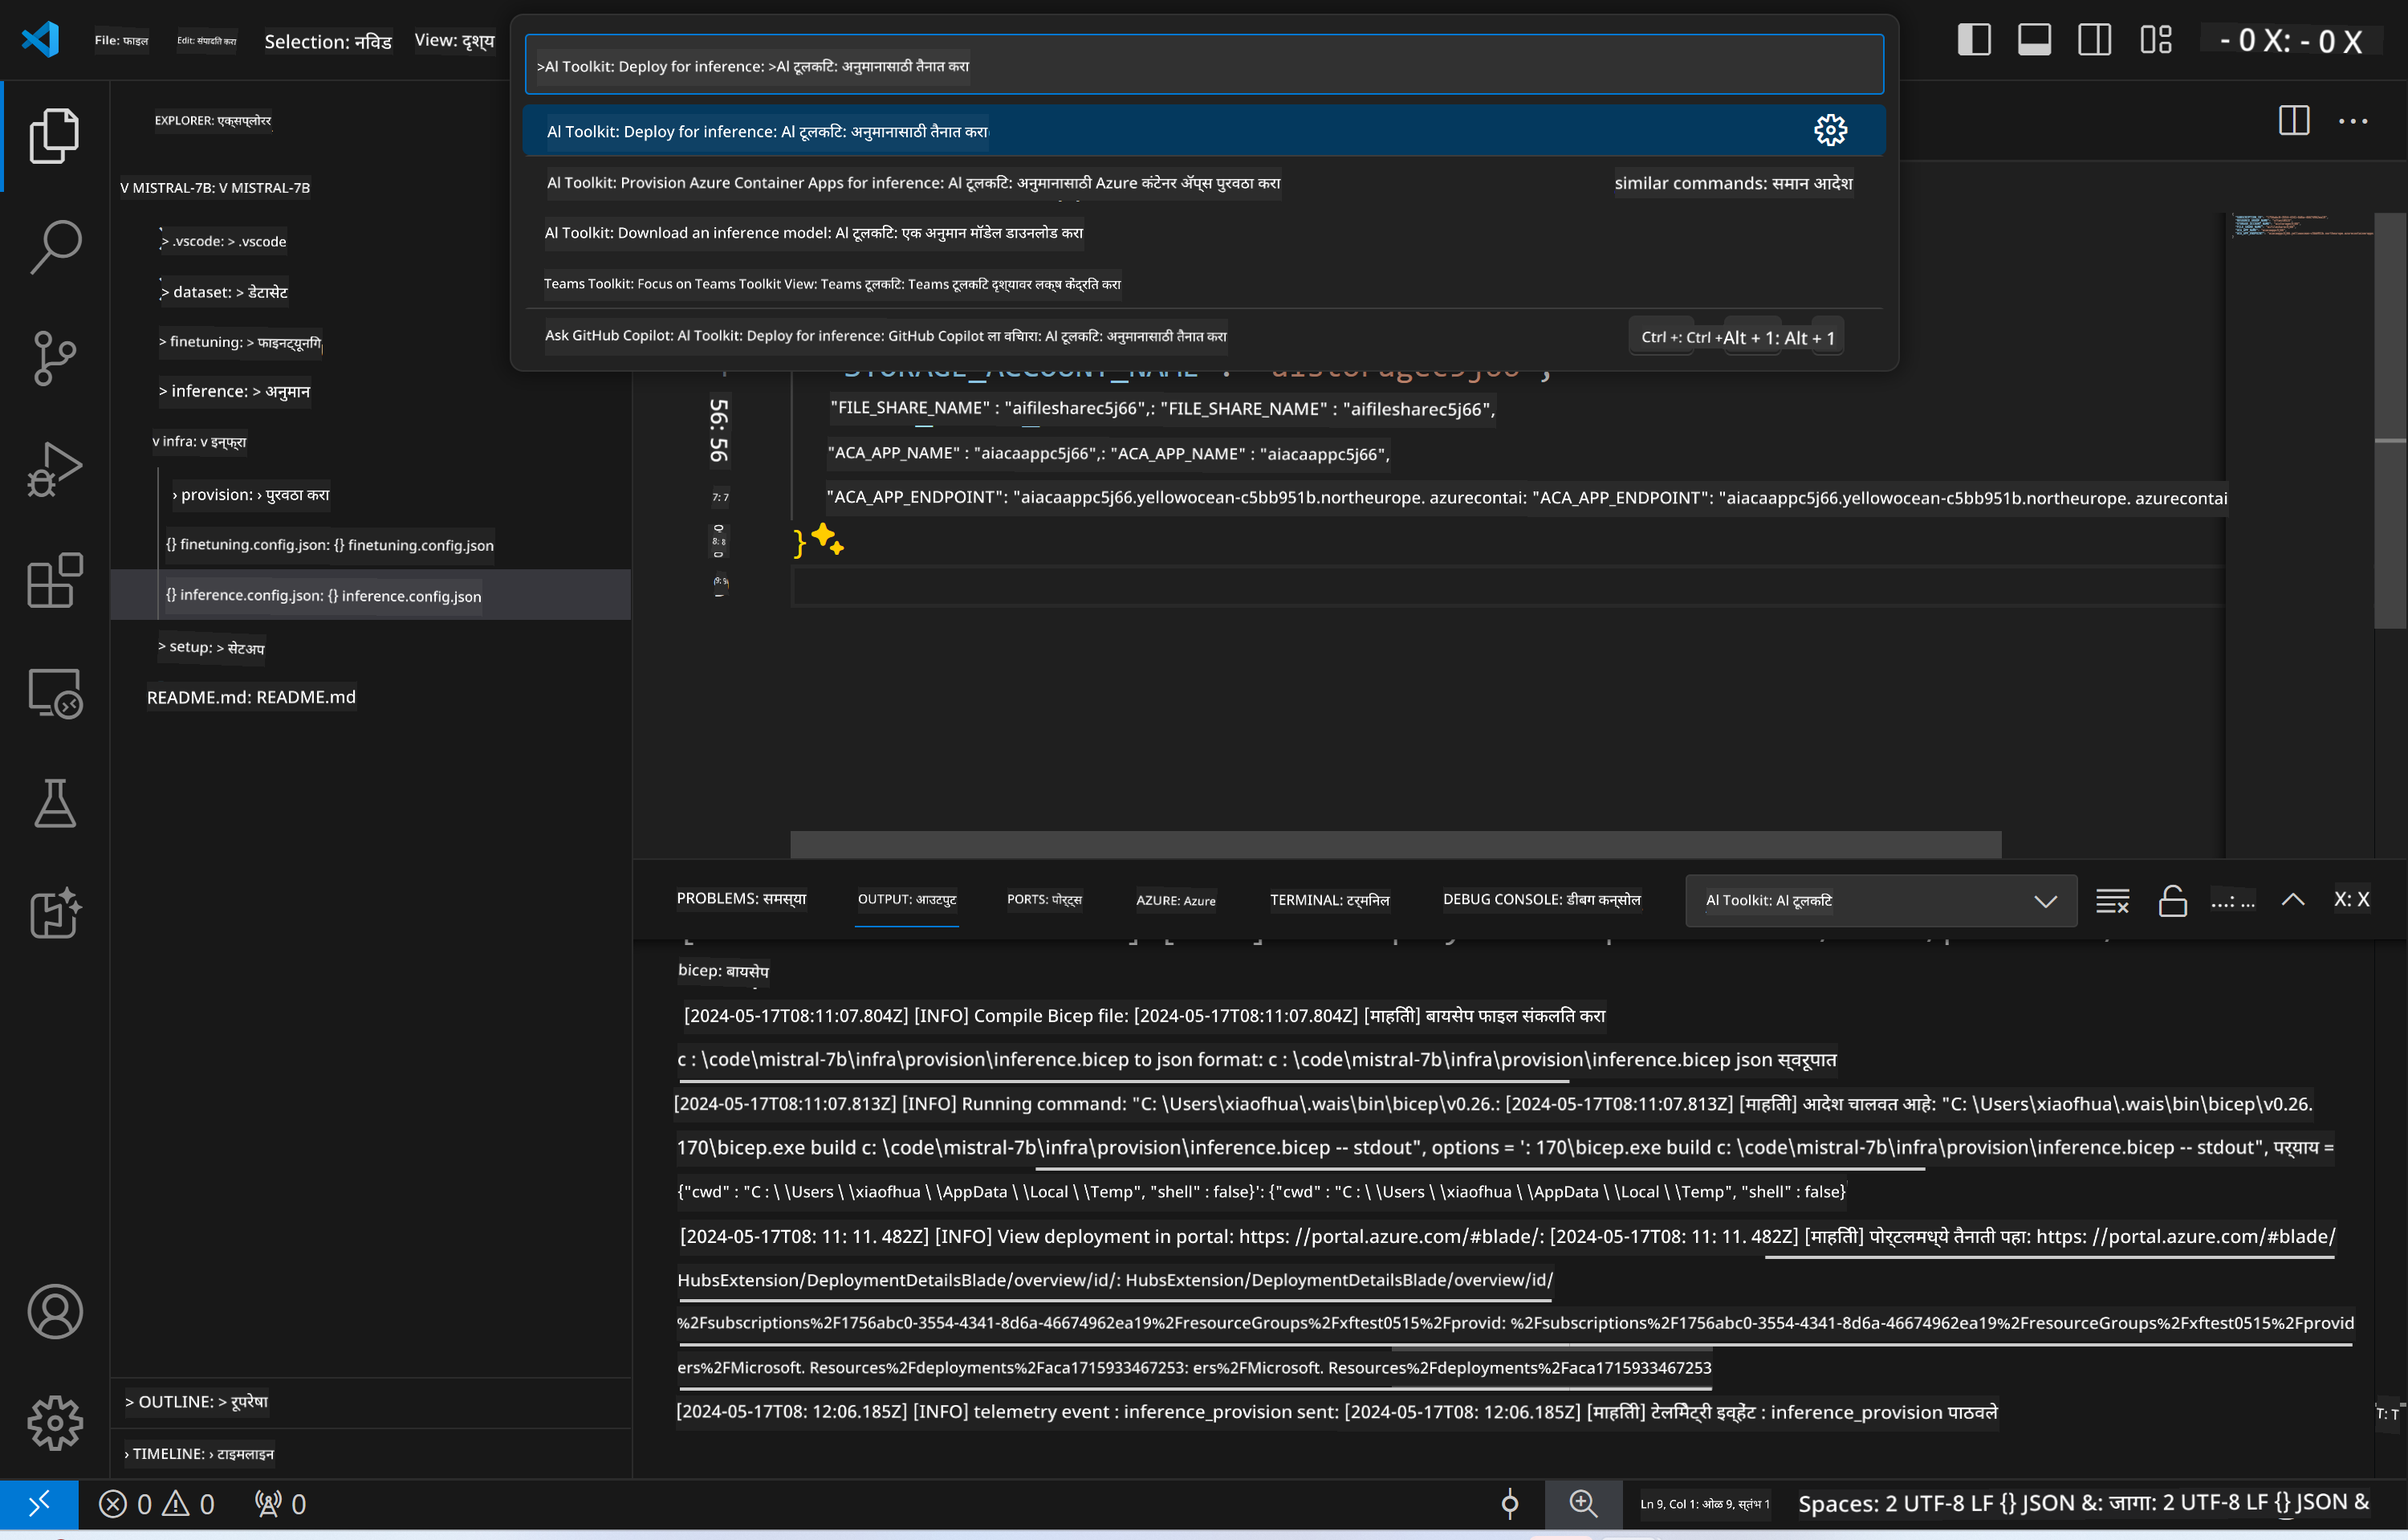 File: फाइल
Edit: संपादित करा
Selection: निवड
View: दृश्य
>Al Toolkit: Deploy for inference: >Al टूलकिट: अनुमानासाठी तैनात करा
- 0 X: - 0 X
Al Toolkit: Deploy for inference: Al टूलकिट: अनुमानासाठी तैनात करा
Al Toolkit: Provision Azure Container Apps for inference: Al टूलकिट: अनुमानासाठी Azure कंटेनर अ‍ॅप्स पुरवठा करा
similar commands: समान आदेश
Al Toolkit: Download an inference model: Al टूलकिट: एक अनुमान मॉडेल डाउनलोड करा
Teams Toolkit: Focus on Teams Toolkit View: Teams टूलकिट: Teams टूलकिट दृश्यावर लक्ष केंद्रित करा
Ask GitHub Copilot: Al Toolkit: Deploy for inference: GitHub Copilot ला विचारा: Al टूलकिट: अनुमानासाठी तैनात करा
Ctrl +: Ctrl +
Alt + 1: Alt + 1
EXPLORER: एक्सप्लोरर
V MISTRAL-7B: V MISTRAL-7B
> .vscode: > .vscode
> dataset: > डेटासेट
> finetuning: > फाइनट्यूनिंग
> inference: > अनुमान
v infra: v इन्फ्रा
› provision: › पुरवठा करा
{} finetuning.config.json: {} finetuning.config.json
{} inference.config.json: {} inference.config.json
> setup: > सेटअप
README.md: README.md
> OUTLINE: > रूपरेषा
› TIMELINE: › टाइमलाइन
STORAGE_ACCOUNT_NAME : aistoragec5j66 ,
56: 56
"FILE_SHARE_NAME" : "aifilesharec5j66",: "FILE_SHARE_NAME" : "aifilesharec5j66",
"ACA_APP_NAME" : "aiacaappc5j66",: "ACA_APP_NAME" : "aiacaappc5j66",
7: 7
"ACA_APP_ENDPOINT": "aiacaappc5j66.yellowocean-c5bb951b.northeurope. azurecontai: "ACA_APP_ENDPOINT": "aiacaappc5j66.yellowocean-c5bb951b.northeurope. azurecontai
8: 8
}
9: 9
PROBLEMS: समस्या
OUTPUT: आउटपुट
PORTS: पोर्ट्स
AZURE: Azure
TERMINAL: टर्मिनल
DEBUG CONSOLE: डीबग कन्सोल
Al Toolkit: Al टूलकिट
...: ...
X: X
bicep: बायसेप
[2024-05-17T08:11:07.804Z] [INFO] Compile Bicep file: [2024-05-17T08:11:07.804Z] [माहिती] बायसेप फाइल संकलित करा
c : \code\mistral-7b\infra\provision\inference.bicep to json format: c : \code\mistral-7b\infra\provision\inference.bicep json स्वरूपात
[2024-05-17T08:11:07.813Z] [INFO] Running command: "C: \Users\xiaofhua\.wais\bin\bicep\v0.26.: [2024-05-17T08:11:07.813Z] [माहिती] आदेश चालवत आहे: "C: \Users\xiaofhua\.wais\bin\bicep\v0.26.
170\bicep.exe build c: \code\mistral-7b\infra\provision\inference.bicep -- stdout", options = ': 170\bicep.exe build c: \code\mistral-7b\infra\provision\inference.bicep -- stdout", पर्याय =
{"cwd" : "C : \ \Users \ \xiaofhua \ \AppData \ \Local \ \Temp", "shell" : false}': {"cwd" : "C : \ \Users \ \xiaofhua \ \AppData \ \Local \ \Temp", "shell" : false}
[2024-05-17T08: 11: 11. 482Z] [INFO] View deployment in portal: https: //portal.azure.com/#blade/: [2024-05-17T08: 11: 11. 482Z] [माहिती] पोर्टलमध्ये तैनाती पहा: https: //portal.azure.com/#blade/
HubsExtension/DeploymentDetailsBlade/overview/id/: HubsExtension/DeploymentDetailsBlade/overview/id/
%2Fsubscriptions%2F1756abc0-3554-4341-8d6a-46674962ea19%2FresourceGroups%2Fxftest0515%2Fprovid: %2Fsubscriptions%2F1756abc0-3554-4341-8d6a-46674962ea19%2FresourceGroups%2Fxftest0515%2Fprovid
ers%2FMicrosoft. Resources%2Fdeployments%2Faca1715933467253: ers%2FMicrosoft. Resources%2Fdeployments%2Faca1715933467253
[2024-05-17T08: 12:06.185Z] [INFO] telemetry event : inference_provision sent: [2024-05-17T08: 12:06.185Z] [माहिती] टेलिमेट्री इव्हेंट : inference_provision पाठवले
T: T
0 0 0
Ln 9, Col 1: ओळ 9, स्तंभ 1
Spaces: 2 UTF-8 LF {} JSON &: जागा: 2 UTF-8 LF {} JSON &